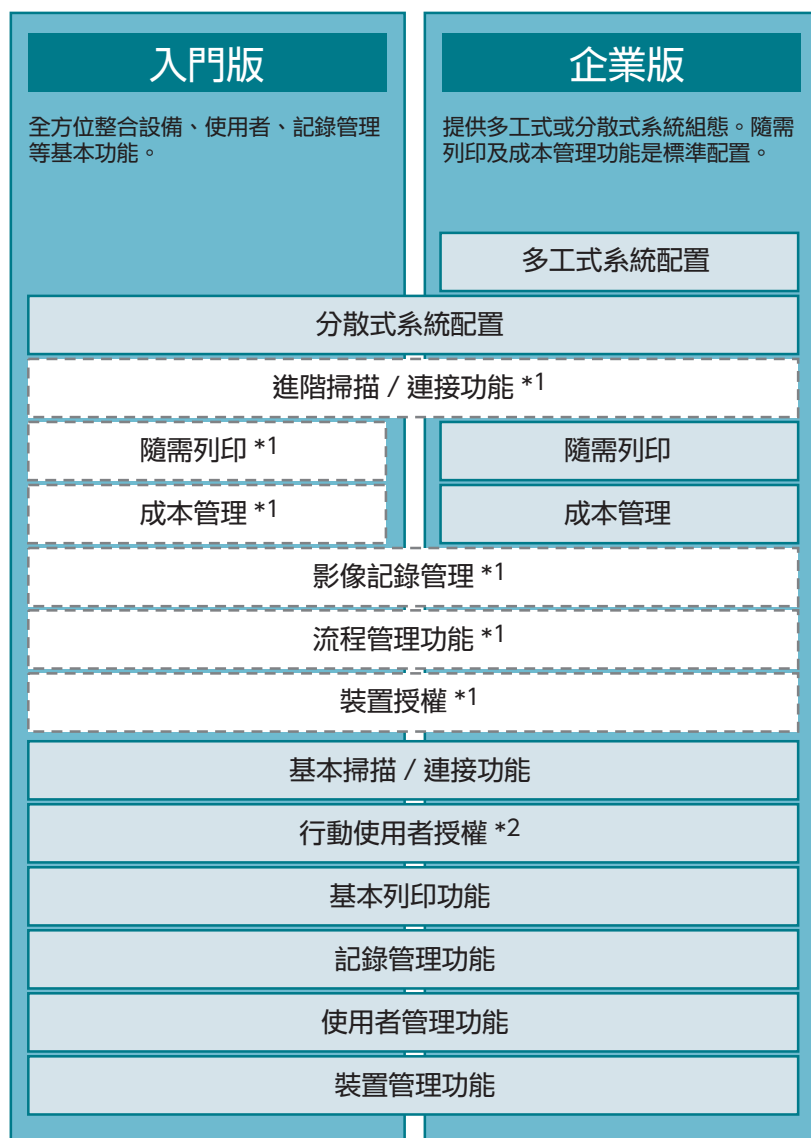 入門版
全方位整合設備、使用者、記錄管理
等基本功能。
企業版
提供多工式或分散式系統組態。隨需
列印及成本管理功能是標準配置。
多工式系統配置
分散式系統配置
進階掃描 / 連接功能 *1
隨需列印 *1
隨需列印
成本管理 *1
成本管理
影像記錄管理 *1
流程管理功能 *1
裝置授權 *1
基本掃描 / 連接功能
行動使用者授權 *2
基本列印功能
記錄管理功能
使用者管理功能
裝置管理功能